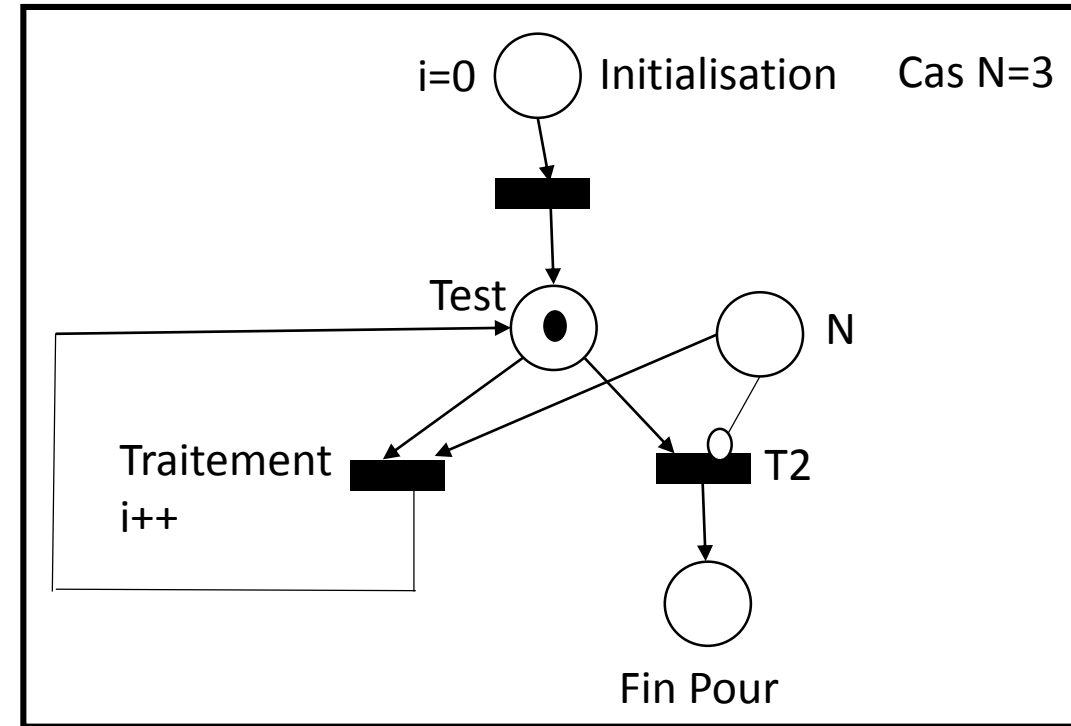 i=0
Initialisation
Cas N=3
Test
N
Traitement
i++
T2
Fin Pour